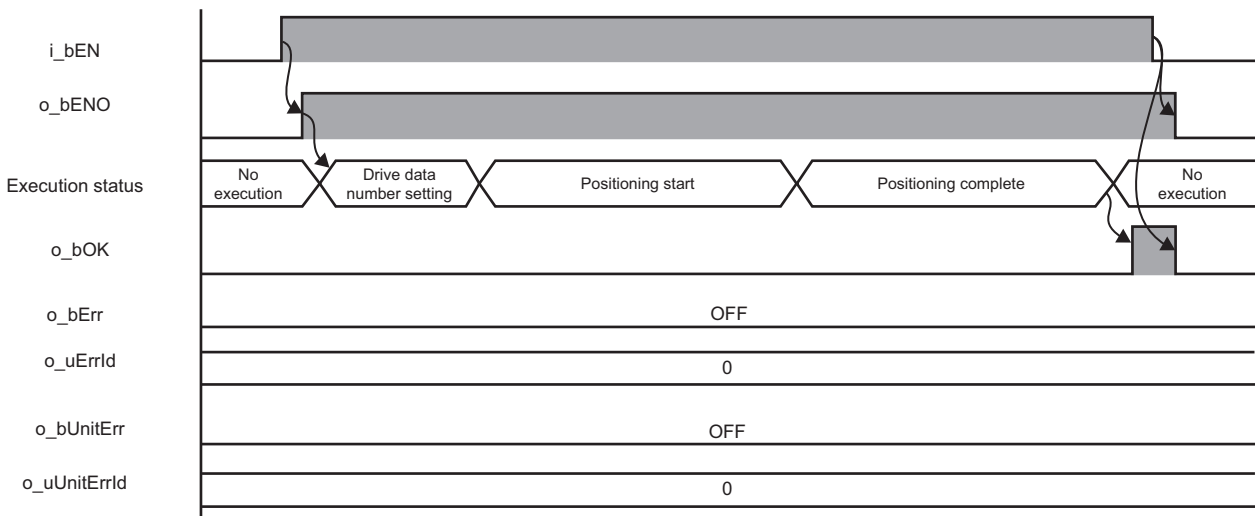 i_bEN
o_bENO
Execution status
No
execution
Drive data
number setting
Positioning start
Positioning complete
No
execution
o_bOK
o_bErr
OFF
o_uErrId
0
o_bUnitErr
OFF
o_uUnitErrId
0